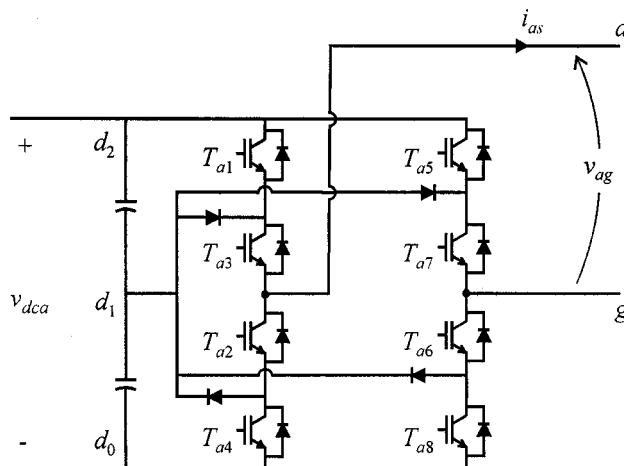 i_as
a
+
d_2
T_a1
T_a5
v_ag
T_a3
T_a7
v_dca
d_1
g
T_a2
T_a6
-
d_0
T_a4
T_a8